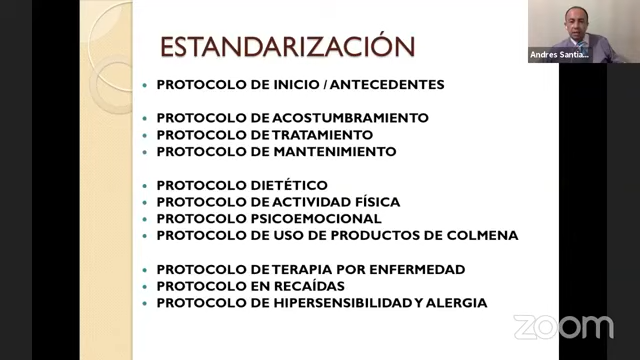 ESTANDARIZACIÓN
• PROTOCOLO DE INICIO / ANTECEDENTES
• PROTOCOLO DE ACOSTUMBRAMIENTO
• PROTOCOLO DE TRATAMIENTO
• PROTOCOLO DE MANTENIMIENTO
• PROTOCOLO DIETÉTICO
• PROTOCOLO DE ACTIVIDAD FÍSICA
• PROTOCOLO PSICOEMOCIONAL
• PROTOCOLO DE USO DE PRODUCTOS DE COLMENA
• PROTOCOLO DE TERAPIA POR ENFERMEDAD
• PROTOCOLO EN RECAÍDAS
• PROTOCOLO DE HIPERSENSIBILIDAD Y ALERGIA
Andres Santia...
zoom